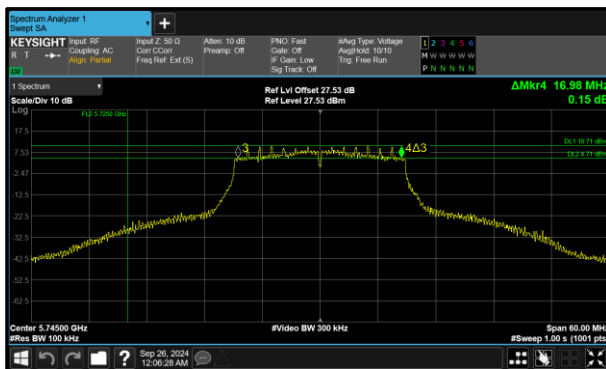 Spectrum Analyzer 1
Swept SA
+
KEYSIGHT Input: RF Input Z: 50 Ω Atten: 10 dB PNO: Fast #Avg Type: Voltage 1 2 3 4 5 6
R T Coupling: AC Corr CCorr Preamp: Off Gate: Off Avg|Hold: 10/10 M W W W W W
Align: Partial Freq Ref: Ext (S) IF Gain: Low Trig: Free Run P N N N N N
Sig Track: Off
1 Spectrum Ref Lvl Offset 27.53 dB ΔMkr4 16.98 MHz
Scale/Div 10 dB Ref Level 27.53 dBm 0.15 dB
Log
FL2 5.7250 GHz
17.5
DL1 10.71 dBm
7.53 3 4Δ3
DL2 4.71 dBm
-2.47
-12.5
-22.5
-32.5
-42.5
-52.5
-62.5
Center 5.74500 GHz #Video BW 300 kHz Span 60.00 MHz
#Res BW 100 kHz #Sweep 1.00 s (1001 pts)
? Sep 26, 2024
12:06:28 AM